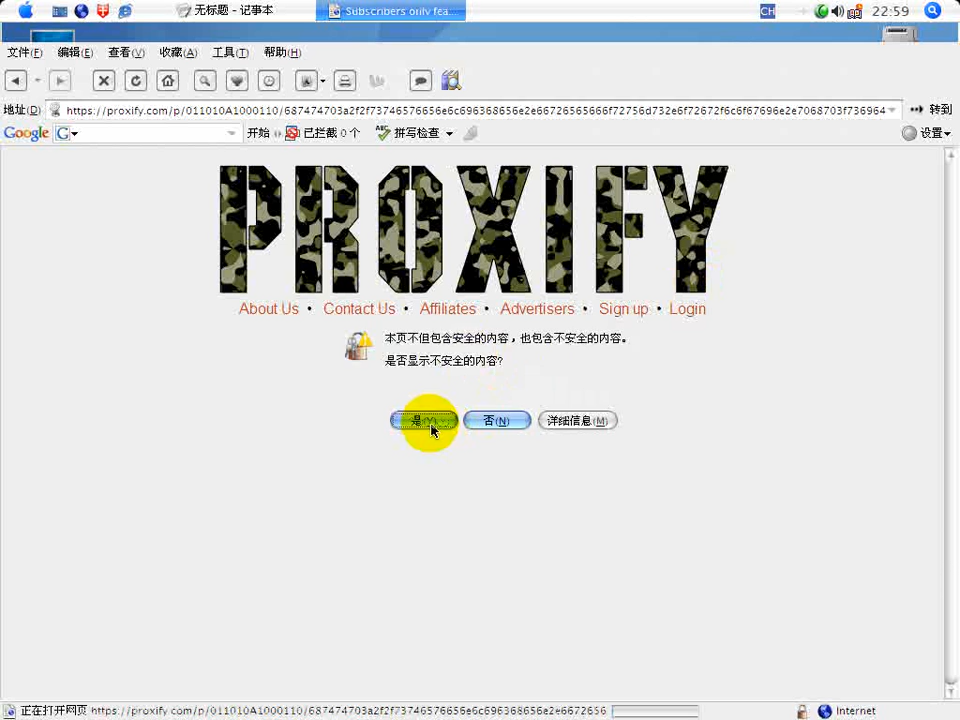 无标题 - 记事本
Subscribers only fea...
CH
22:59
文件(F) 编辑(E) 查看(V) 收藏(A) 工具(T) 帮助(H)
地址(D) https://proxify.com/p/011010A1000110/687474703a2f2f73746576656e6c696368656e2e66726565666f72756d732e6f72672f6c6f67696e2e7068703f736964 转到
Google G 开始 已拦截 0 个 ABC 拼写检查 设置
PROXIFY
About Us • Contact Us • Affiliates • Advertisers • Sign up • Login
本页不但包含安全的内容，也包含不安全的内容。
是否显示不安全的内容?
是(Y) 否(N) 详细信息(M)
正在打开网页 https://proxify.com/p/011010A1000110/687474703a2f2f73746576656e6c696368656e2e6672656 Internet